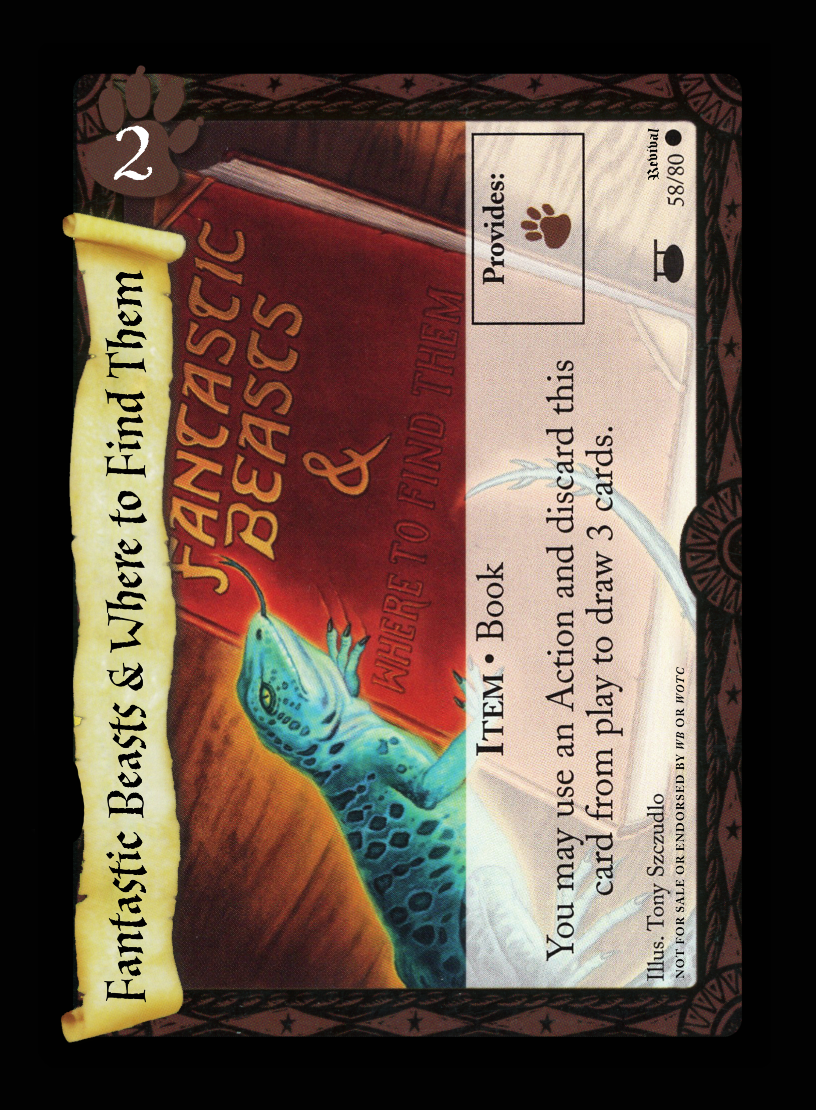 2
Fantastic Beasts & Where to Find Them
FANTASTIC
BEASTS
&
WHERE TO FIND THEM
ITEM • Book
Provides:
You may use an Action and discard this
card from play to draw 3 cards.
Illus. Tony Szczudlo
NOT FOR SALE OR ENDORSED BY WB OR WOTC
Revival
58/80